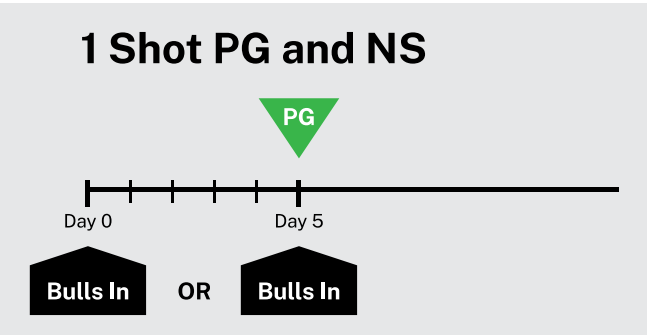 1 Shot PG and NS
PG
Day 0 Day 5
Bulls In OR Bulls In